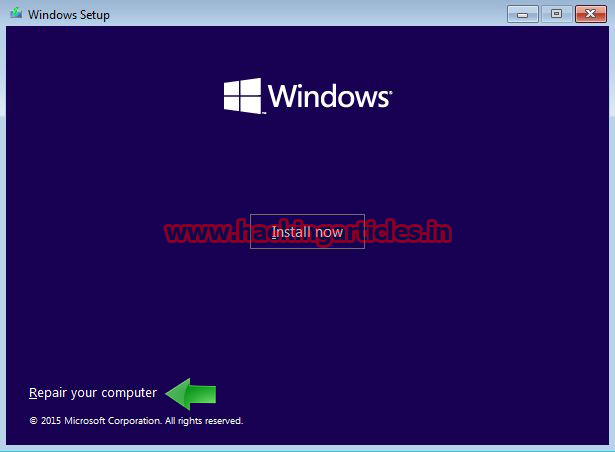 Windows Setup
Windows
Install now
www.hackingarticles.in
Repair your computer
© 2015 Microsoft Corporation. All rights reserved.